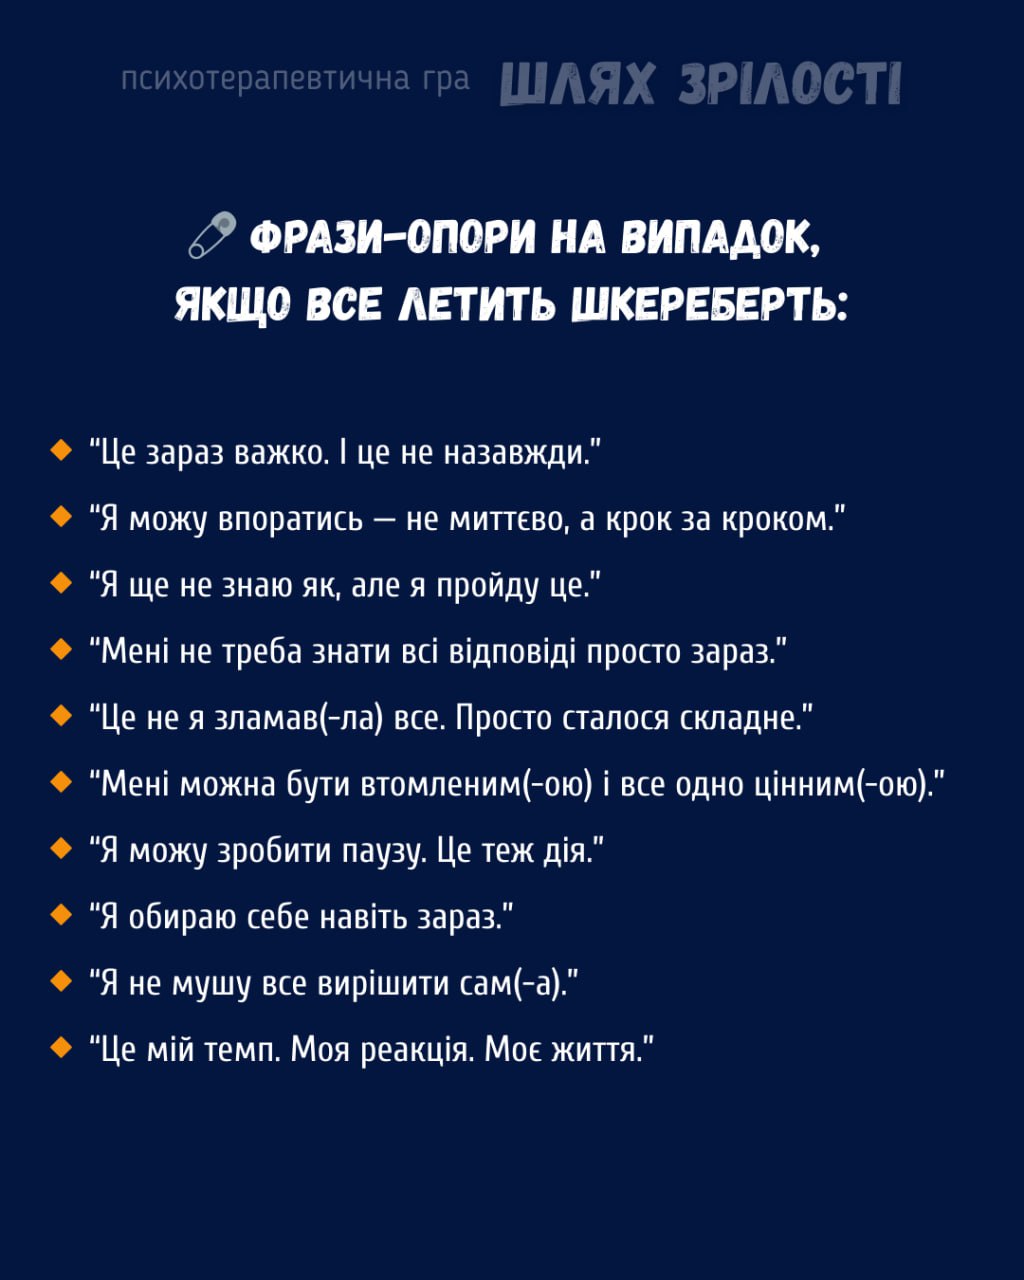 психотерапевтична гра ШЛЯХ ЗРІЛОСТІ
🧷 ФРАЗИ-ОПОРИ НА ВИПАДОК,
ЯКЩО ВСЕ ЛЕТИТЬ ШКЕРЕБЕРТЬ:
🔸 “Це зараз важко. І це не назавжди.”
🔸 “Я можу впоратись — не миттєво, а крок за кроком.”
🔸 “Я ще не знаю як, але я пройду це.”
🔸 “Мені не треба знати всі відповіді просто зараз.”
🔸 “Це не я зламав(-ла) все. Просто сталося складне.”
🔸 “Мені можна бути втомленим(-ою) і все одно цінним(-ою).”
🔸 “Я можу зробити паузу. Це теж дія.”
🔸 “Я обираю себе навіть зараз.”
🔸 “Я не мушу все вирішити сам(-а).”
🔸 “Це мій темп. Моя реакція. Моє життя.”